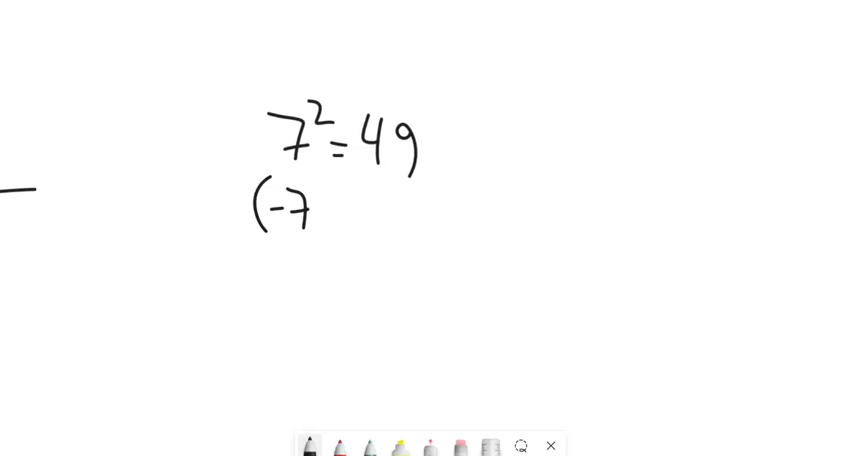 7² = 49
(-7